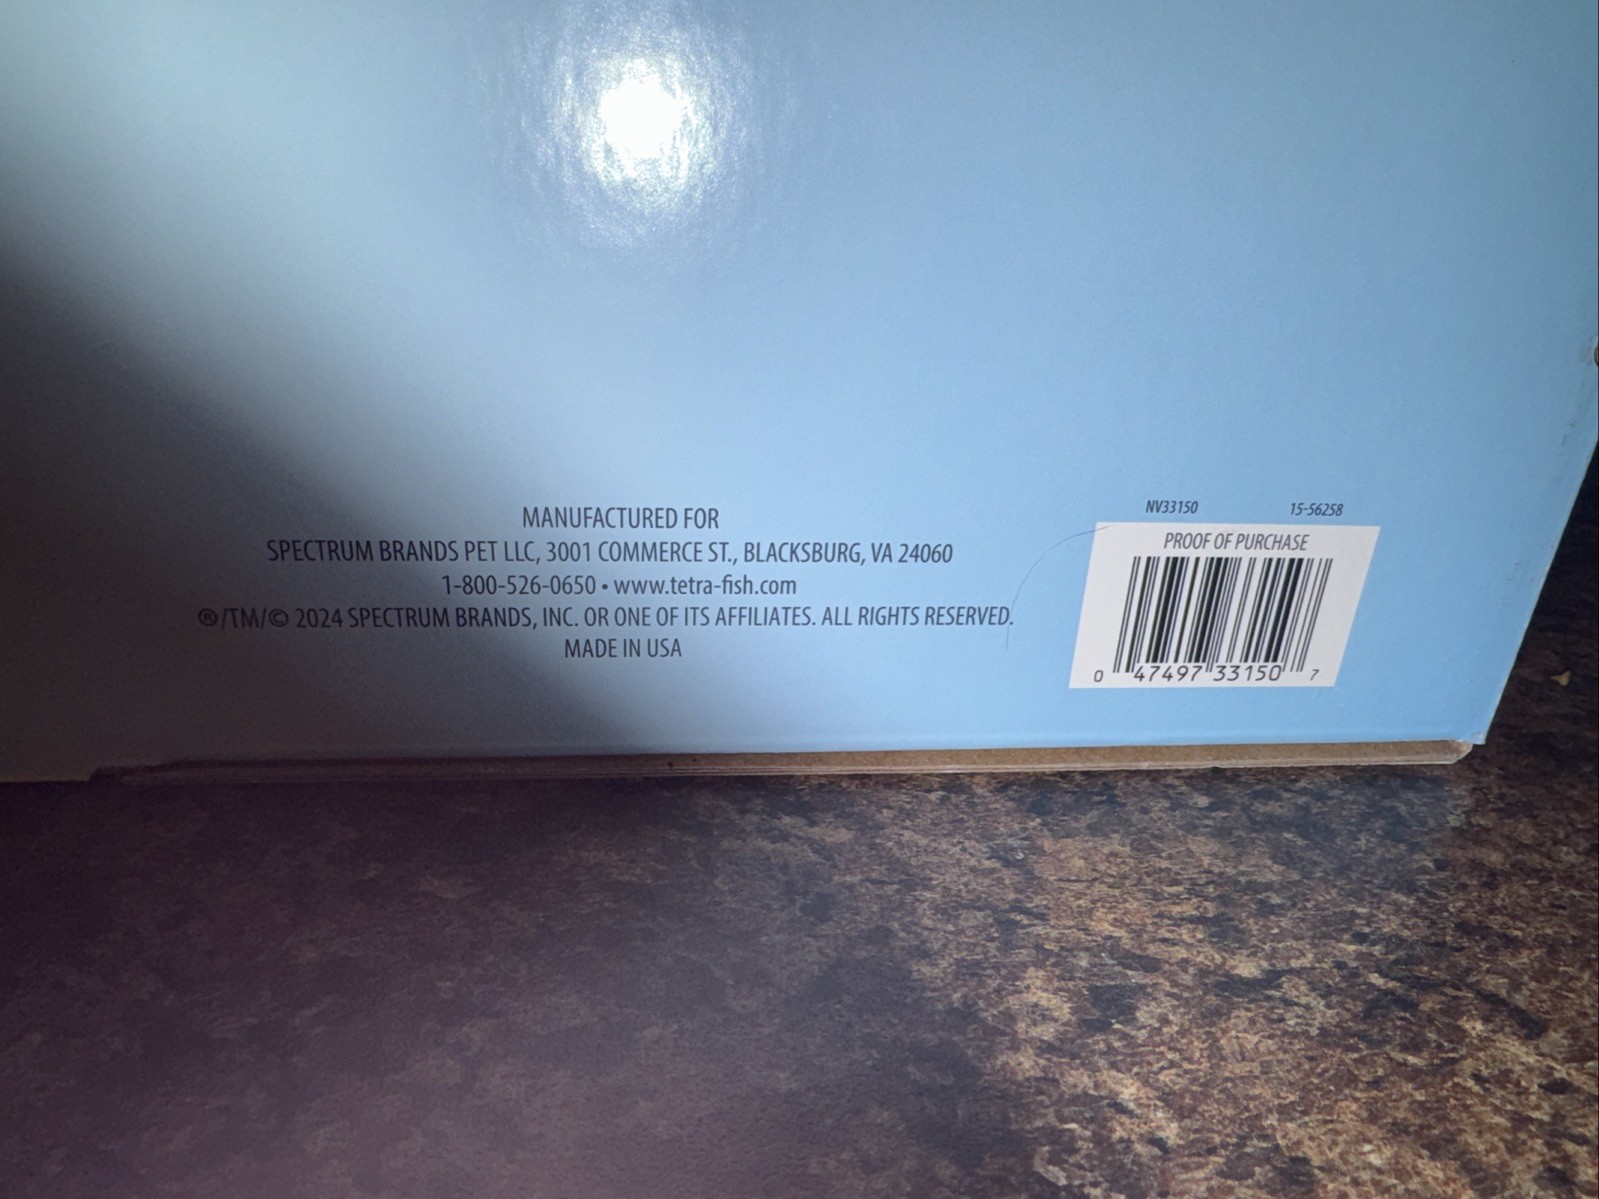 MANUFACTURED FOR
SPECTRUM BRANDS PET LLC, 3001 COMMERCE ST., BLACKSBURG, VA 24060
1-800-526-0650 • www.tetra-fish.com
®/TM/© 2024 SPECTRUM BRANDS, INC. OR ONE OF ITS AFFILIATES. ALL RIGHTS RESERVED.
MADE IN USA
NV33150 15-56258
PROOF OF PURCHASE
0 47497 33150 7